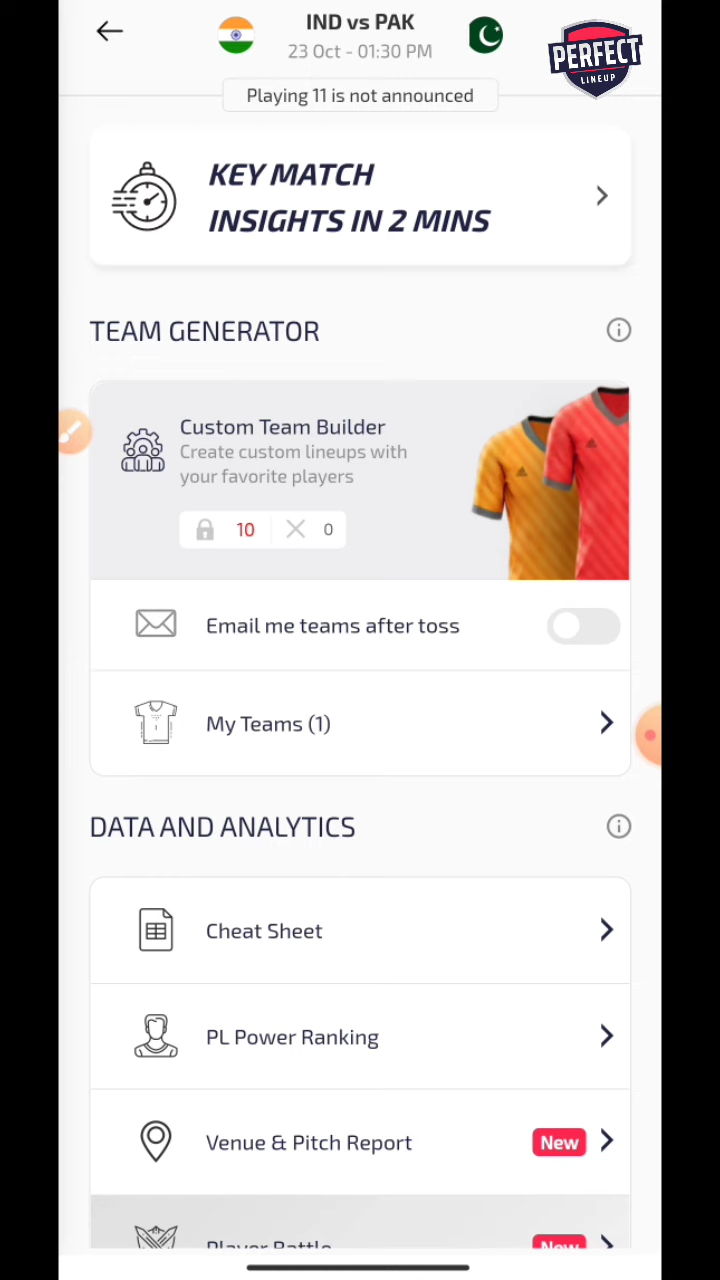 IND vs PAK
23 Oct - 01:30 PM
PERFECT
LINEUP
Playing 11 is not announced
KEY MATCH
INSIGHTS IN 2 MINS
TEAM GENERATOR
Custom Team Builder
Create custom lineups with
your favorite players
10 0
Email me teams after toss
My Teams (1)
DATA AND ANALYTICS
Cheat Sheet
PL Power Ranking
Venue & Pitch Report New
Player Battle New